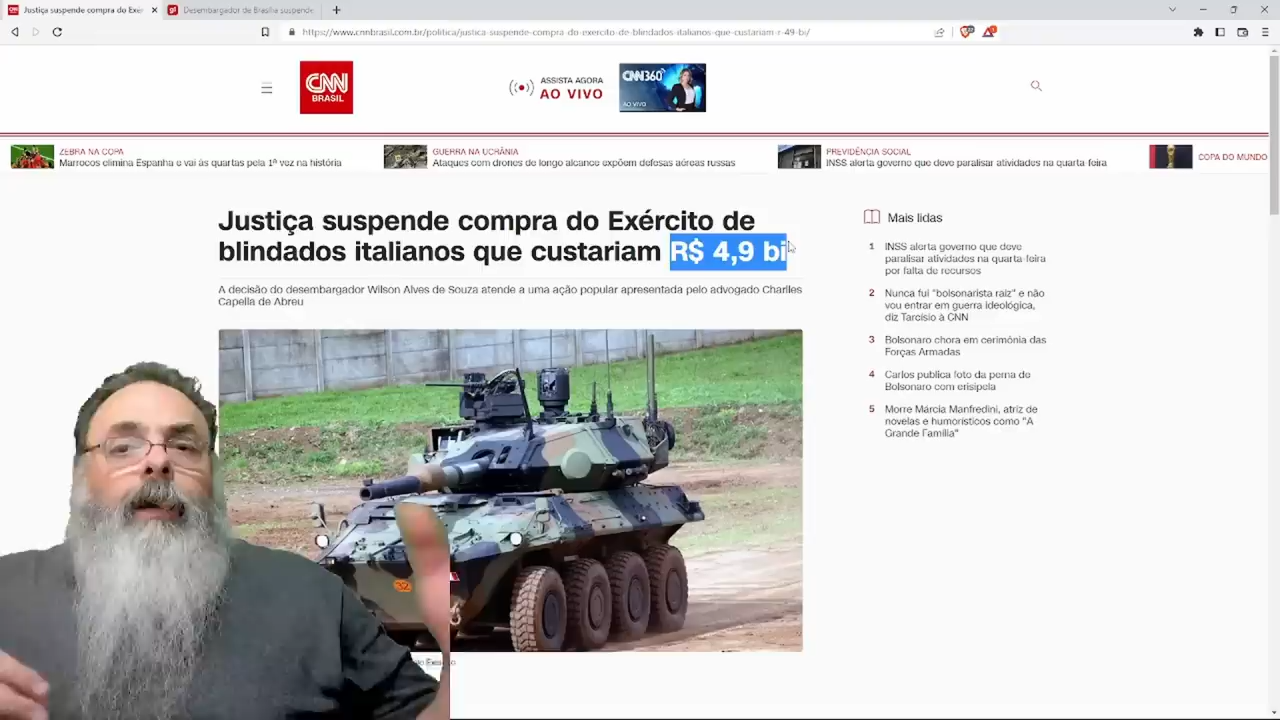 Justiça suspende compra do Exér
Desembargador de Brasília suspende
https://www.cnnbrasil.com.br/politica/justica-suspende-compra-do-exercito-de-blindados-italianos-que-custariam-r-49-bi/
CNN
BRASIL
ASSISTA AGORA
AO VIVO
CNN360°
AO VIVO
ZEBRA NA COPA
Marrocos elimina Espanha e vai às quartas pela 1ª vez na história
GUERRA NA UCRÂNIA
Ataques com drones de longo alcance expõem defesas aéreas russas
PREVIDÊNCIA SOCIAL
INSS alerta governo que deve paralisar atividades na quarta-feira
COPA DO MUNDO
Justiça suspende compra do Exército de
blindados italianos que custariam R$ 4,9 bi
A decisão do desembargador Wilson Alves de Souza atende a uma ação popular apresentada pelo advogado Charlles
Capella de Abreu
32
Mais lidas
1 INSS alerta governo que deve
paralisar atividades na quarta-feira
por falta de recursos
2 Nunca fui "bolsonarista raiz" e não
vou entrar em guerra ideológica,
diz Tarcísio à CNN
3 Bolsonaro chora em cerimônia das
Forças Armadas
4 Carlos publica foto da perna de
Bolsonaro com erisipela
5 Morre Márcia Manfredini, atriz de
novelas e humorísticos como "A
Grande Família"